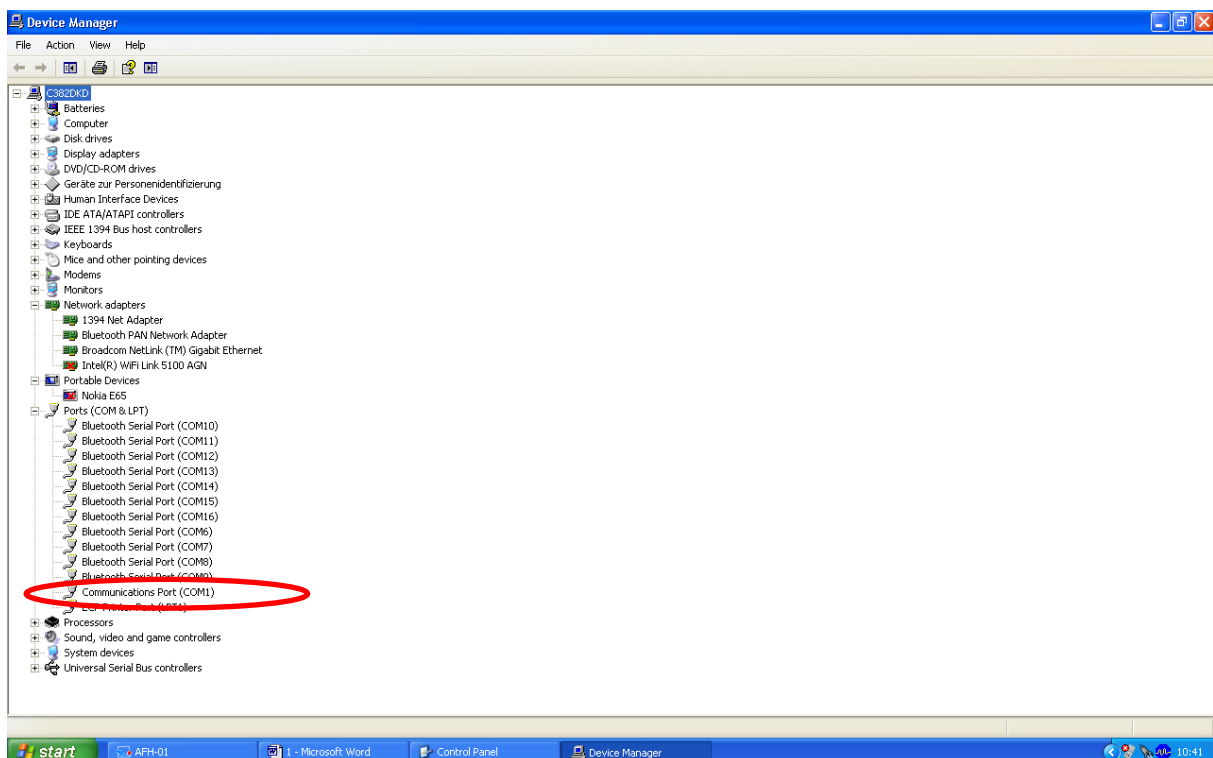 Device Manager
File Action View Help
C382DKD
Batteries
Computer
Disk drives
Display adapters
DVD/CD-ROM drives
Geräte zur Personenidentifizierung
Human Interface Devices
IDE ATA/ATAPI controllers
IEEE 1394 Bus host controllers
Keyboards
Mice and other pointing devices
Modems
Monitors
Network adapters
1394 Net Adapter
Bluetooth PAN Network Adapter
Broadcom NetLink (TM) Gigabit Ethernet
Intel(R) WiFi Link 5100 AGN
Portable Devices
Nokia E65
Ports (COM & LPT)
Bluetooth Serial Port (COM10)
Bluetooth Serial Port (COM11)
Bluetooth Serial Port (COM12)
Bluetooth Serial Port (COM13)
Bluetooth Serial Port (COM14)
Bluetooth Serial Port (COM15)
Bluetooth Serial Port (COM16)
Bluetooth Serial Port (COM6)
Bluetooth Serial Port (COM7)
Bluetooth Serial Port (COM8)
Bluetooth Serial Port (COM9)
Communications Port (COM1)
ECP Printer Port (LPT1)
Processors
Sound, video and game controllers
System devices
Universal Serial Bus controllers
start AFH-01 1 - Microsoft Word Control Panel Device Manager 10:41